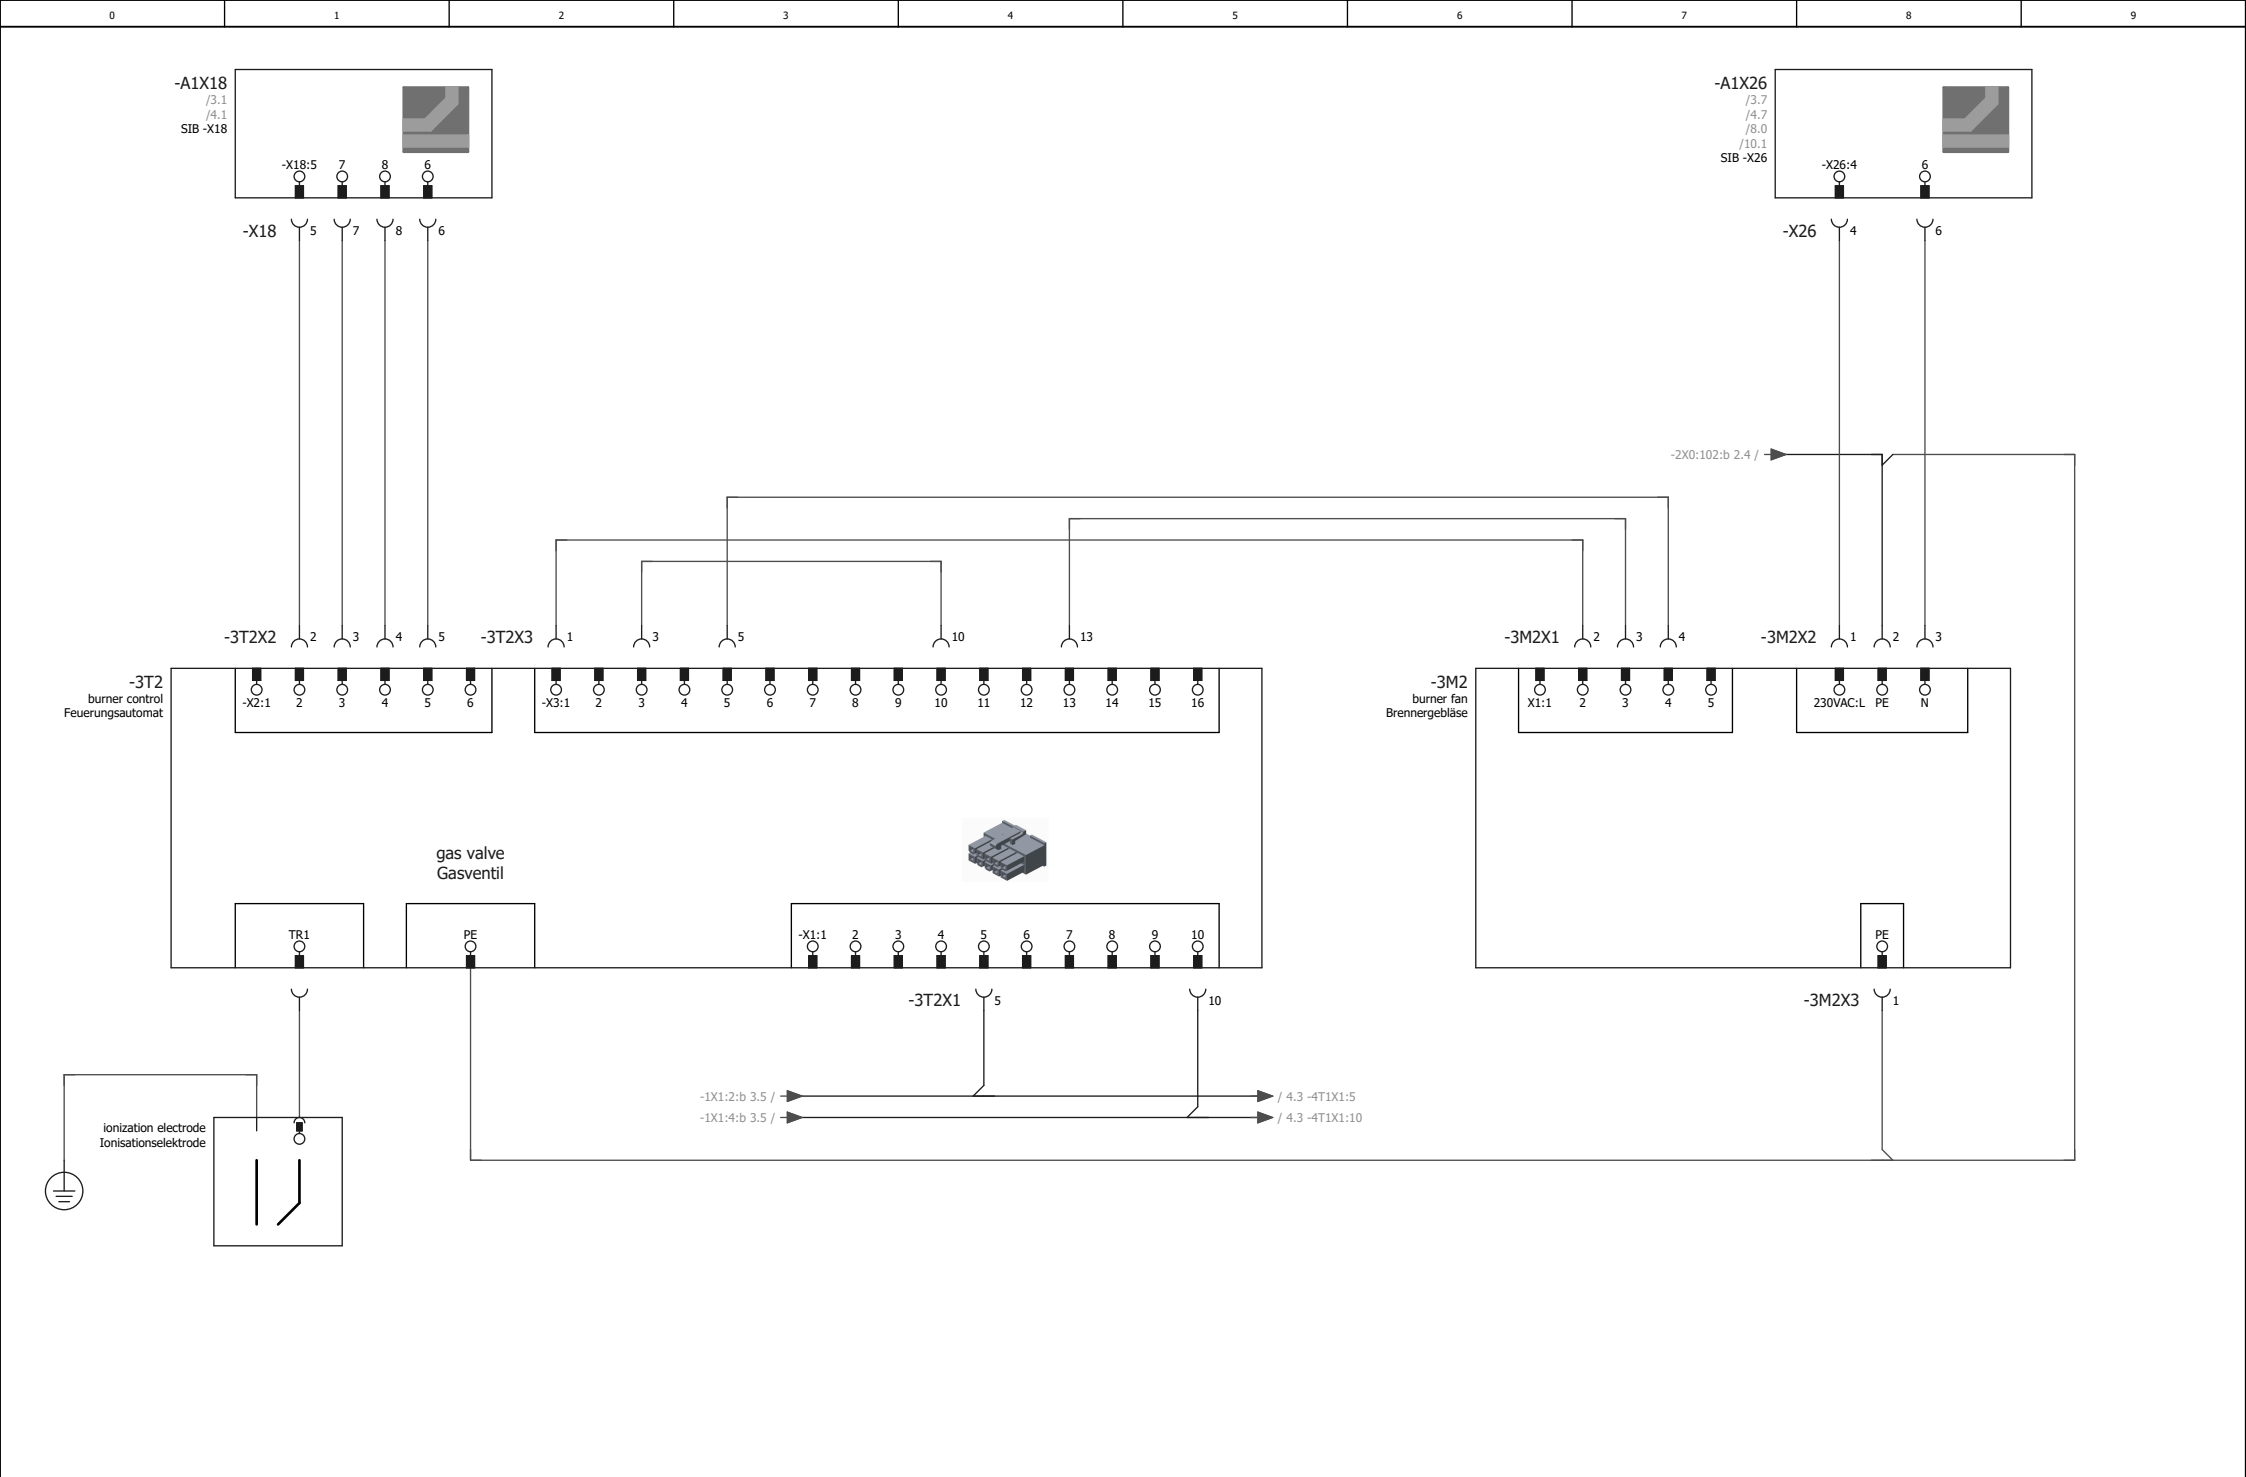 0 1 2 3 4 5 6 7 8 9
-A1X18
/3.1
/4.1
SIB -X18
-X18:5 7 8 6
-X18 5 7 8 6
-A1X26
/3.7
/4.7
/8.0
/10.1
SIB -X26
-X26:4 6
-X26 4 6
-2X0:102:b 2.4 /
-3T2X2 2 3 4 5
-3T2X3 1 3 5 10 13
-3M2X1 2 3 4
-3M2X2 1 2 3
-3T2
burner control
Feuerungsautomat
-X2:1 2 3 4 5 6
-X3:1 2 3 4 5 6 7 8 9 10 11 12 13 14 15 16
-3M2
burner fan
Brennergebläse
X1:1 2 3 4 5
230VAC:L PE N
gas valve
Gasventil
TR1
PE
-X1:1 2 3 4 5 6 7 8 9 10
PE
-3T2X1 5 10
-3M2X3 1
-1X1:2:b 3.5 /
/ 4.3 -4T1X1:5
-1X1:4:b 3.5 /
/ 4.3 -4T1X1:10
ionization electrode
Ionisationselektrode